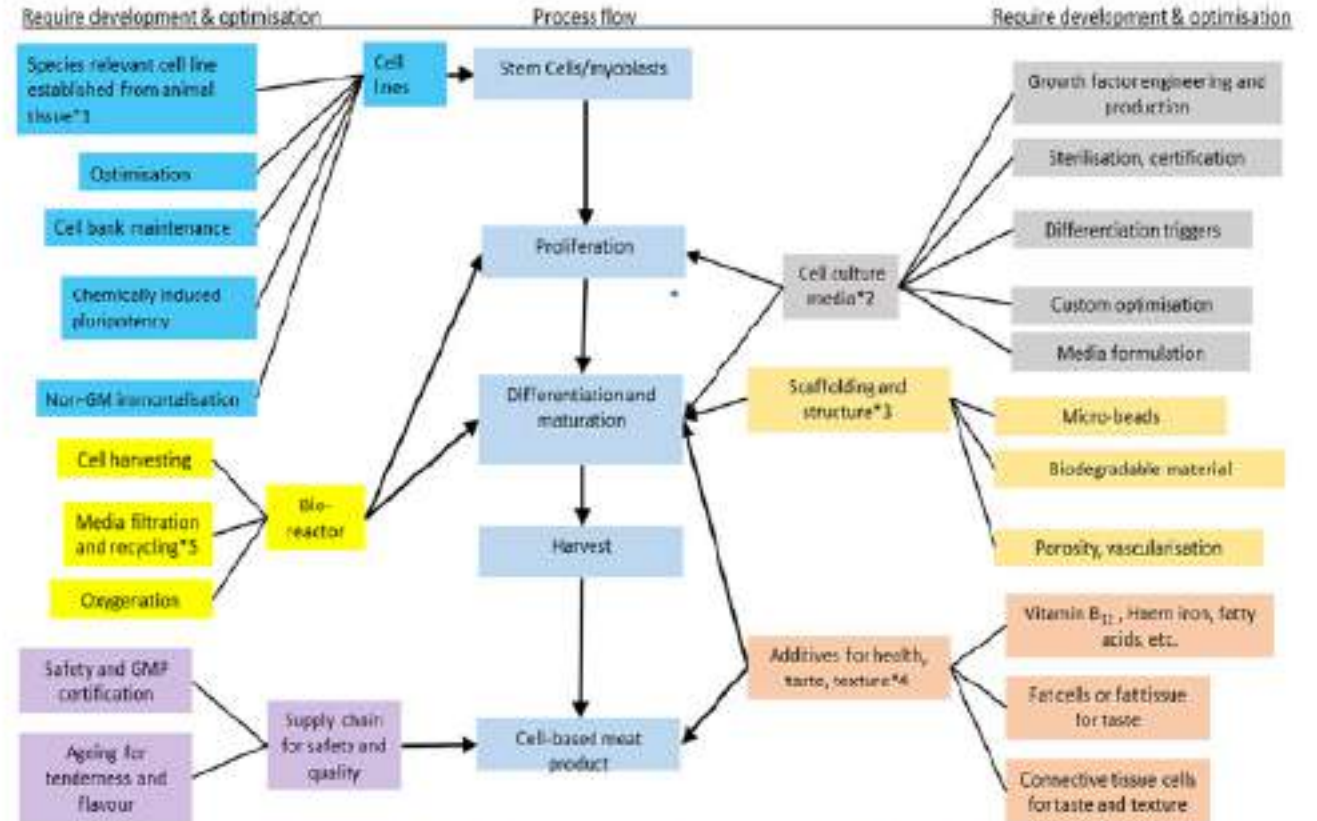 Require development & optimisation
Process flow
Require development & optimisation
Species relevant cell line
established from animal
tissue*1
Cell
lines
Stem Cells/myoblasts
Growth factor engineering and
production
Optimisation
Sterilisation, certification
Cell bank maintenance
Proliferation
Differentiation triggers
Chemically induced
pluripotency
Cell culture
media*2
Custom optimisation
Media formulation
Non-GM immortalisation
Differentiation and
maturation
Scaffolding and
structure*3
Micro-beads
Cell harvesting
Biodegradable material
Media filtration
and recycling*5
Bio-
reactor
Harvest
Porosity, vascularisation
Oxygenation
Vitamin B12 , Haem iron, fatty
acids, etc.
Safety and GMP
certification
Additives for health,
taste, texture*4
Fat cells or fat tissue
for taste
Supply chain
for safety and
quality
Cell-based meat
product
Ageing for
tenderness and
flavour
Connective tissue cells
for taste and texture